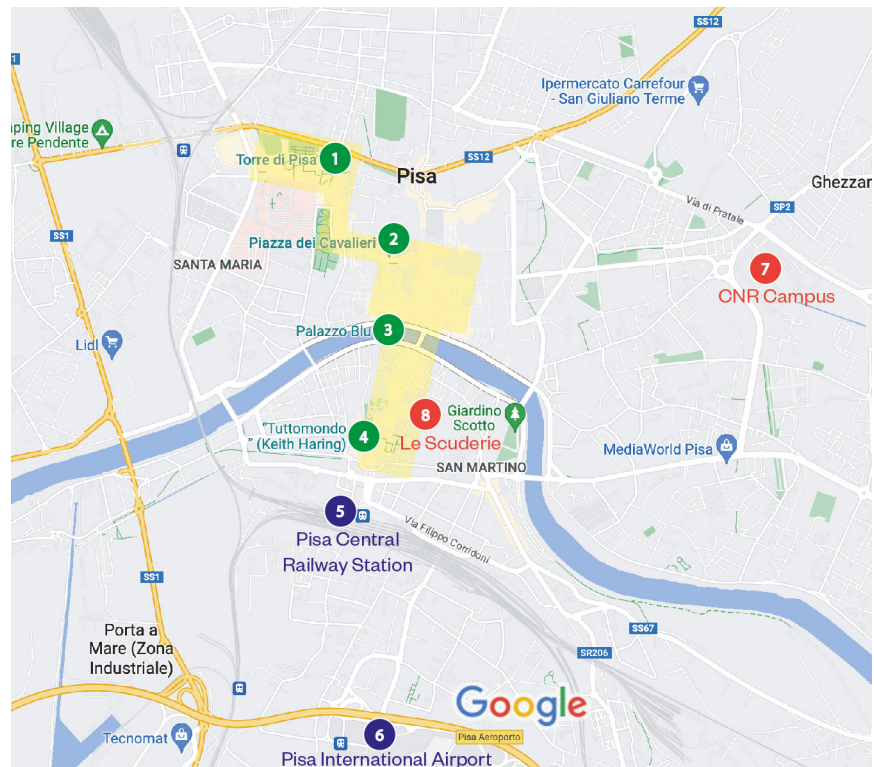 SS12
SS1
Ipermercato Carrefour
- San Giuliano Terme
ping Village
re Pendente
SS12
Torre di Pisa
1
Pisa
Ghezzar
Via di Pratale
SP2
2
Piazza dei Cavalieri
SS1
SANTA MARIA
7
CNR Campus
Palazzo Blu
3
Lidl
8
Le Scuderie
Giardino
Scotto
"Tuttomondo
" (Keith Haring)
4
MediaWorld Pisa
SAN MARTINO
5
Pisa Central
Railway Station
Via Filippo Corridoni
SS1
Porta a
Mare (Zona
Industriale)
SS67
SR206
Google
6
Pisa Aeroporto
Tecnomat
Pisa International Airport